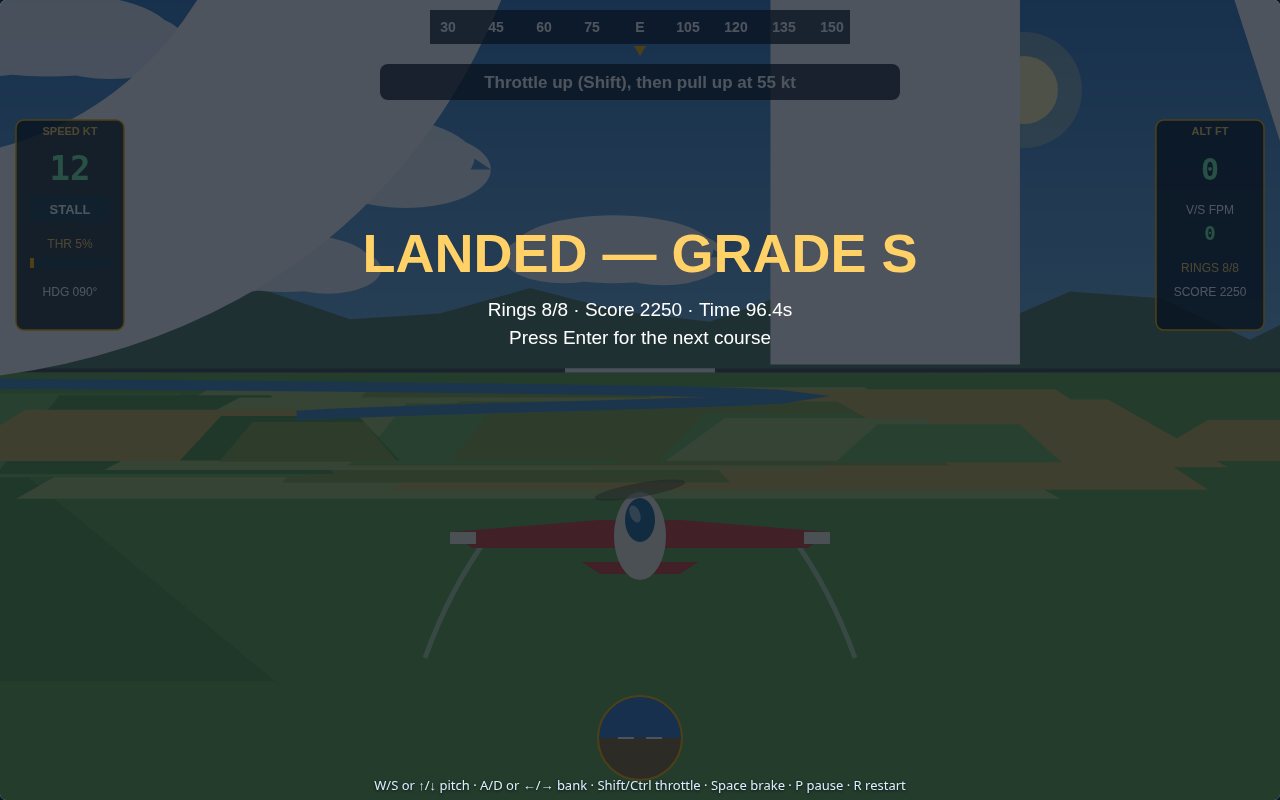 30 45 60 75 E 105 120 135 150
Throttle up (Shift), then pull up at 55 kt
SPEED KT
12
STALL
THR 5%
HDG 090°
ALT FT
0
V/S FPM
0
RINGS 8/8
SCORE 2250
LANDED — GRADE S
Rings 8/8 · Score 2250 · Time 96.4s
Press Enter for the next course
W/S or ↑/↓ pitch · A/D or ←/→ bank · Shift/Ctrl throttle · Space brake · P pause · R restart